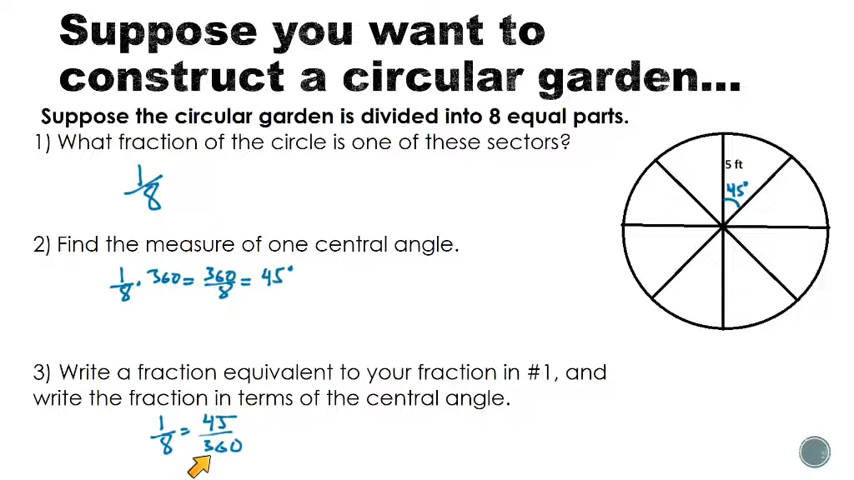 Suppose you want to
construct a circular garden...
Suppose the circular garden is divided into 8 equal parts.
1) What fraction of the circle is one of these sectors?
1/8
5 ft
45°
2) Find the measure of one central angle.
1/8 · 360 = 360/8 = 45°
3) Write a fraction equivalent to your fraction in #1, and
write the fraction in terms of the central angle.
1/8 = 45/360